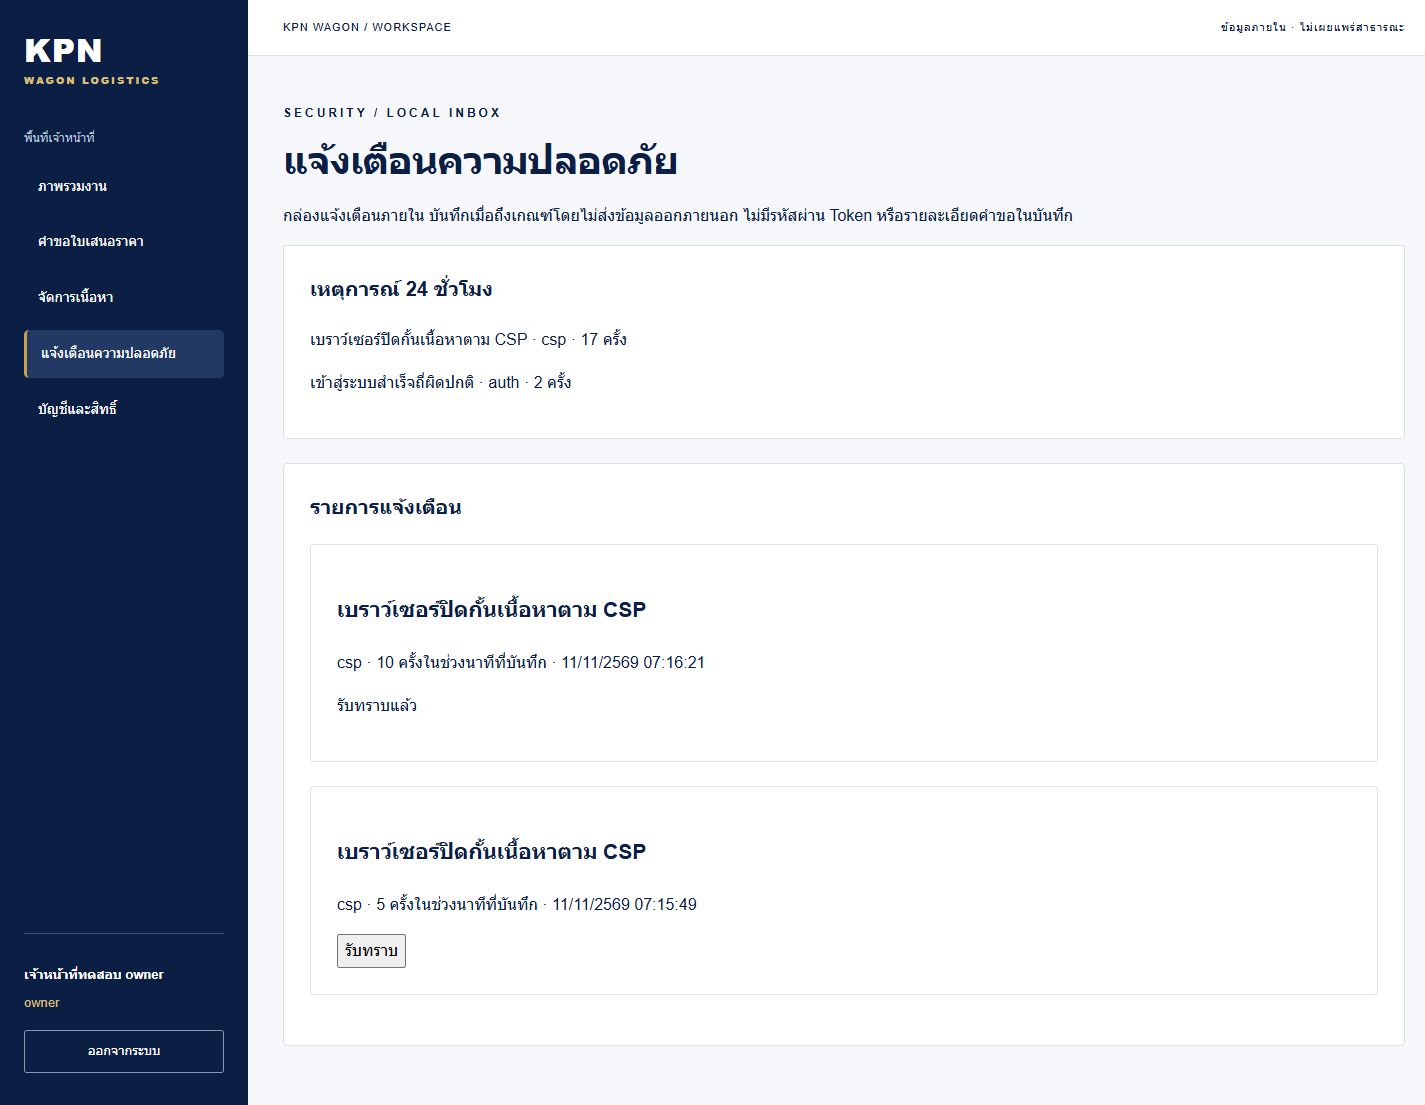 KPN
WAGON LOGISTICS
พื้นที่เจ้าหน้าที่
ภาพรวมงาน
คำขอใบเสนอราคา
จัดการเนื้อหา
แจ้งเตือนความปลอดภัย
บัญชีและสิทธิ์
เจ้าหน้าที่ทดสอบ owner
owner
ออกจากระบบ
KPN WAGON / WORKSPACE
ข้อมูลภายใน · ไม่เผยแพร่สาธารณะ
SECURITY / LOCAL INBOX
แจ้งเตือนความปลอดภัย
กล่องแจ้งเตือนภายใน บันทึกเมื่อถึงเกณฑ์โดยไม่ส่งข้อมูลออกภายนอก ไม่มีรหัสผ่าน Token หรือรายละเอียดคำขอในบันทึก
เหตุการณ์ 24 ชั่วโมง
เบราว์เซอร์ปิดกั้นเนื้อหาตาม CSP · csp · 17 ครั้ง
เข้าสู่ระบบสำเร็จถี่ผิดปกติ · auth · 2 ครั้ง
รายการแจ้งเตือน
เบราว์เซอร์ปิดกั้นเนื้อหาตาม CSP
csp · 10 ครั้งในช่วงนาทีที่บันทึก · 11/11/2569 07:16:21
รับทราบแล้ว
เบราว์เซอร์ปิดกั้นเนื้อหาตาม CSP
csp · 5 ครั้งในช่วงนาทีที่บันทึก · 11/11/2569 07:15:49
รับทราบ